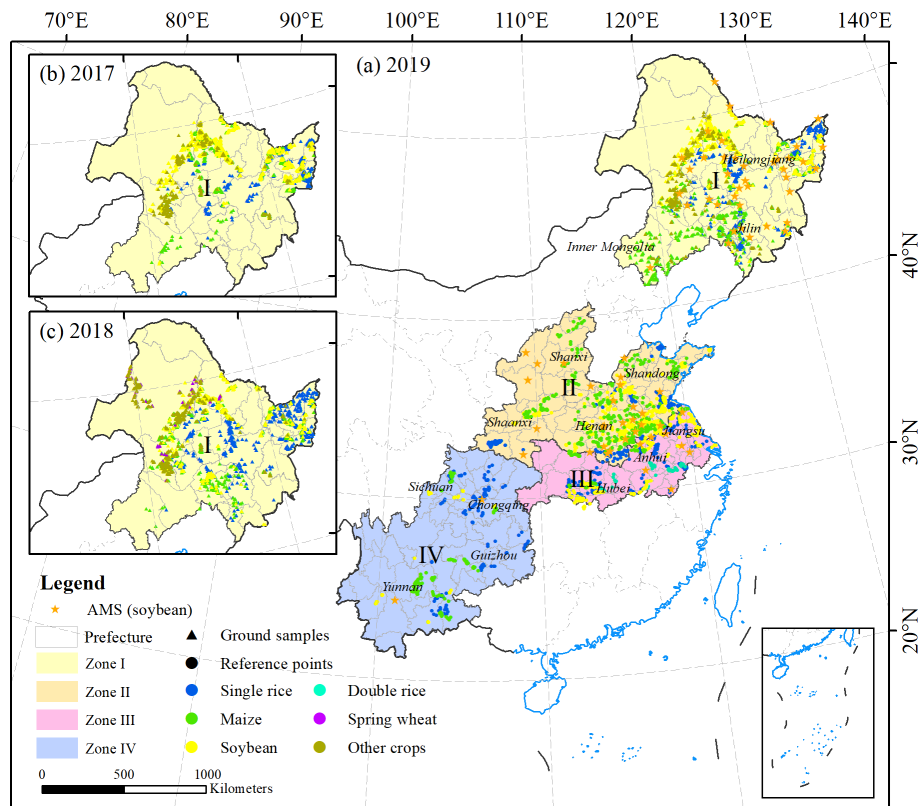 70°E 80°E 90°E 100°E 110°E 120°E 130°E 140°E
(b) 2017
(a) 2019
I
Heilongjiang
I
Jilin
Inner Mongolia
40°N
(c) 2018
I
Shanxi
II
Shandong
Shaanxi
Henan
Jiangsu
30°N
Anhui
III
Hubei
Sichuan
Chongqing
IV
Guizhou
Yunnan
20°N
Legend
AMS (soybean)
Prefecture
Ground samples
Zone I
Reference points
Zone II
Single rice
Double rice
Zone III
Maize
Spring wheat
Zone IV
Soybean
Other crops
0 500 1000
Kilometers